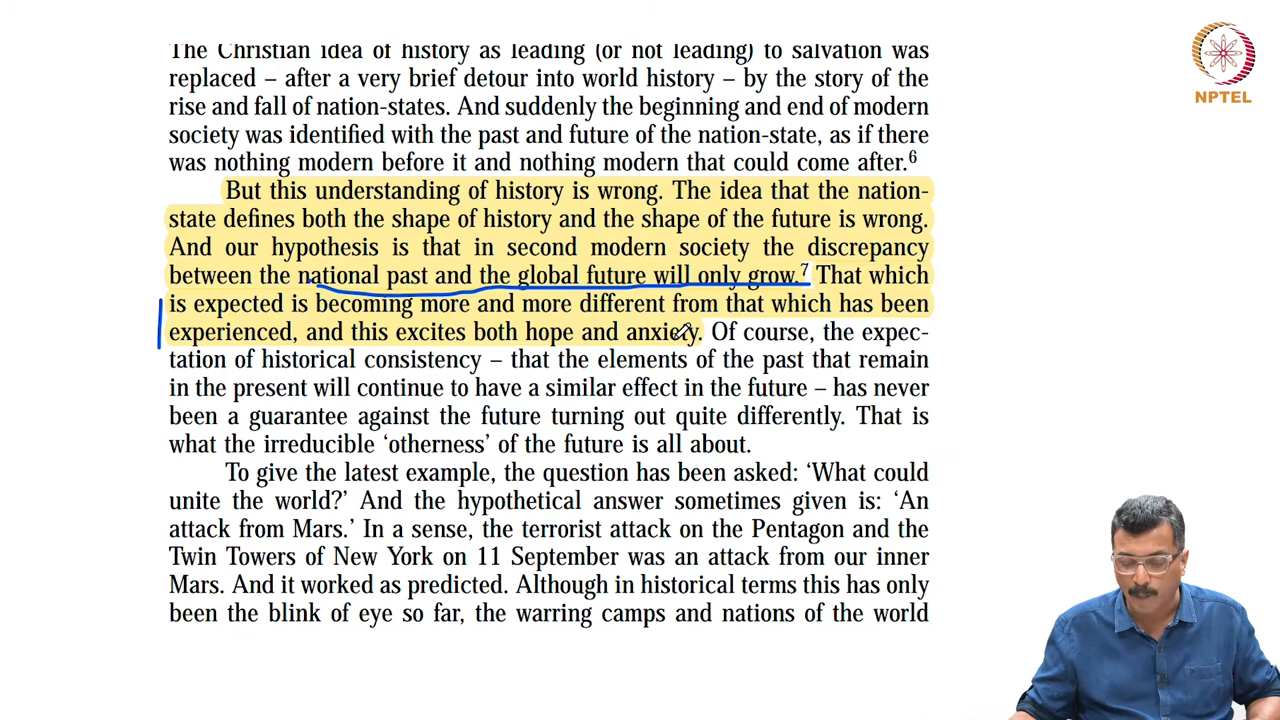 The Christian idea of history as leading (or not leading) to salvation was
replaced – after a very brief detour into world history – by the story of the
rise and fall of nation-states. And suddenly the beginning and end of modern
society was identified with the past and future of the nation-state, as if there
was nothing modern before it and nothing modern that could come after.⁶
But this understanding of history is wrong. The idea that the nation-
state defines both the shape of history and the shape of the future is wrong.
And our hypothesis is that in second modern society the discrepancy
between the national past and the global future will only grow.⁷ That which
is expected is becoming more and more different from that which has been
experienced, and this excites both hope and anxiety. Of course, the expec-
tation of historical consistency – that the elements of the past that remain
in the present will continue to have a similar effect in the future – has never
been a guarantee against the future turning out quite differently. That is
what the irreducible ‘otherness’ of the future is all about.
To give the latest example, the question has been asked: ‘What could
unite the world?’ And the hypothetical answer sometimes given is: ‘An
attack from Mars.’ In a sense, the terrorist attack on the Pentagon and the
Twin Towers of New York on 11 September was an attack from our inner
Mars. And it worked as predicted. Although in historical terms this has only
been the blink of eye so far, the warring camps and nations of the world
NPTEL